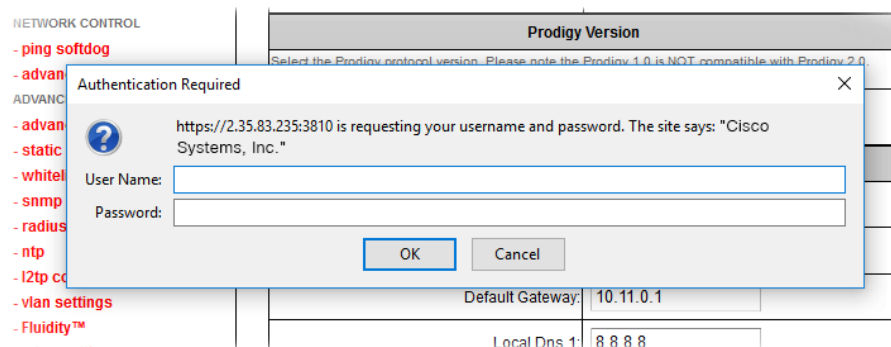 NETWORK CONTROL
- ping softdog
- advan
ADVANC
- advan
- static
- whitel
- snmp
- radius
- ntp
- l2tp co
- vlan settings
- Fluidity™
Prodigy Version
Select the Prodigy protocol version. Please note the Prodigy 1.0 is NOT compatible with Prodigy 2.0.
Authentication Required
https://2.35.83.235:3810 is requesting your username and password. The site says: "Cisco
Systems, Inc."
User Name:
Password:
OK Cancel
Default Gateway: 10.11.0.1
Local Dns 1: 8.8.8.8